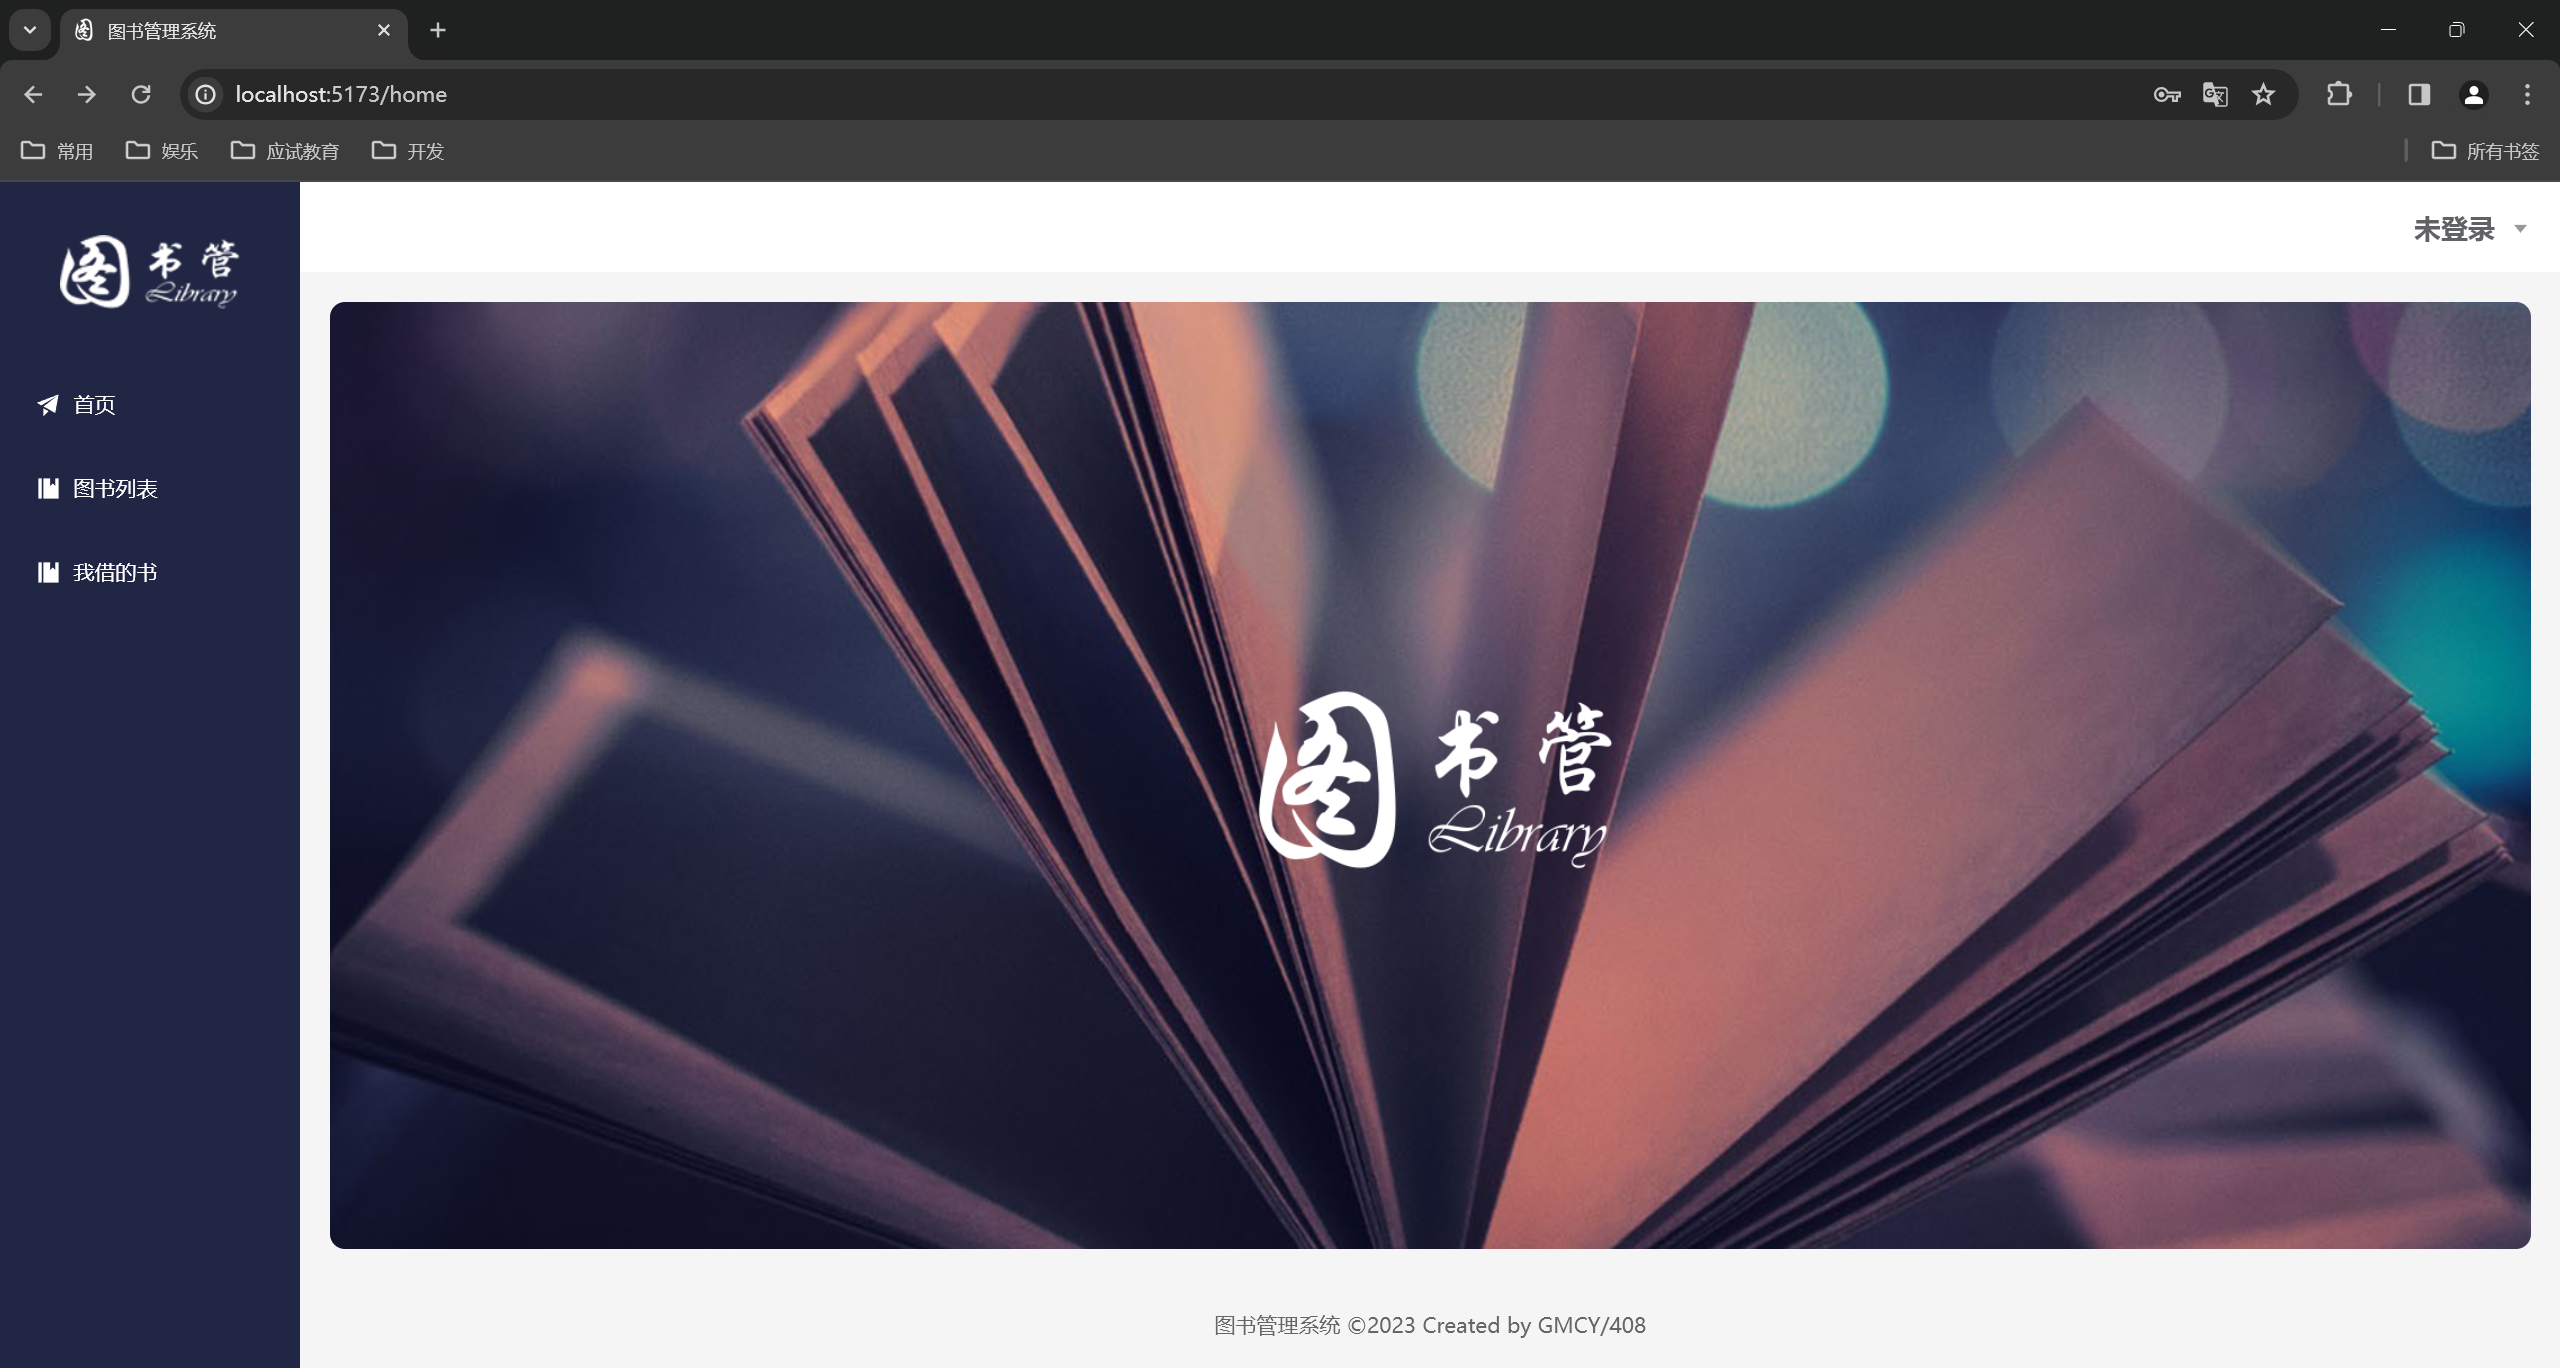 图书管理系统
localhost:5173/home
常用
娱乐
应试教育
开发
所有书签
图书管
Library
未登录
首页
图书列表
我借的书
图书管
Library
图书管理系统 ©2023 Created by GMCY/408